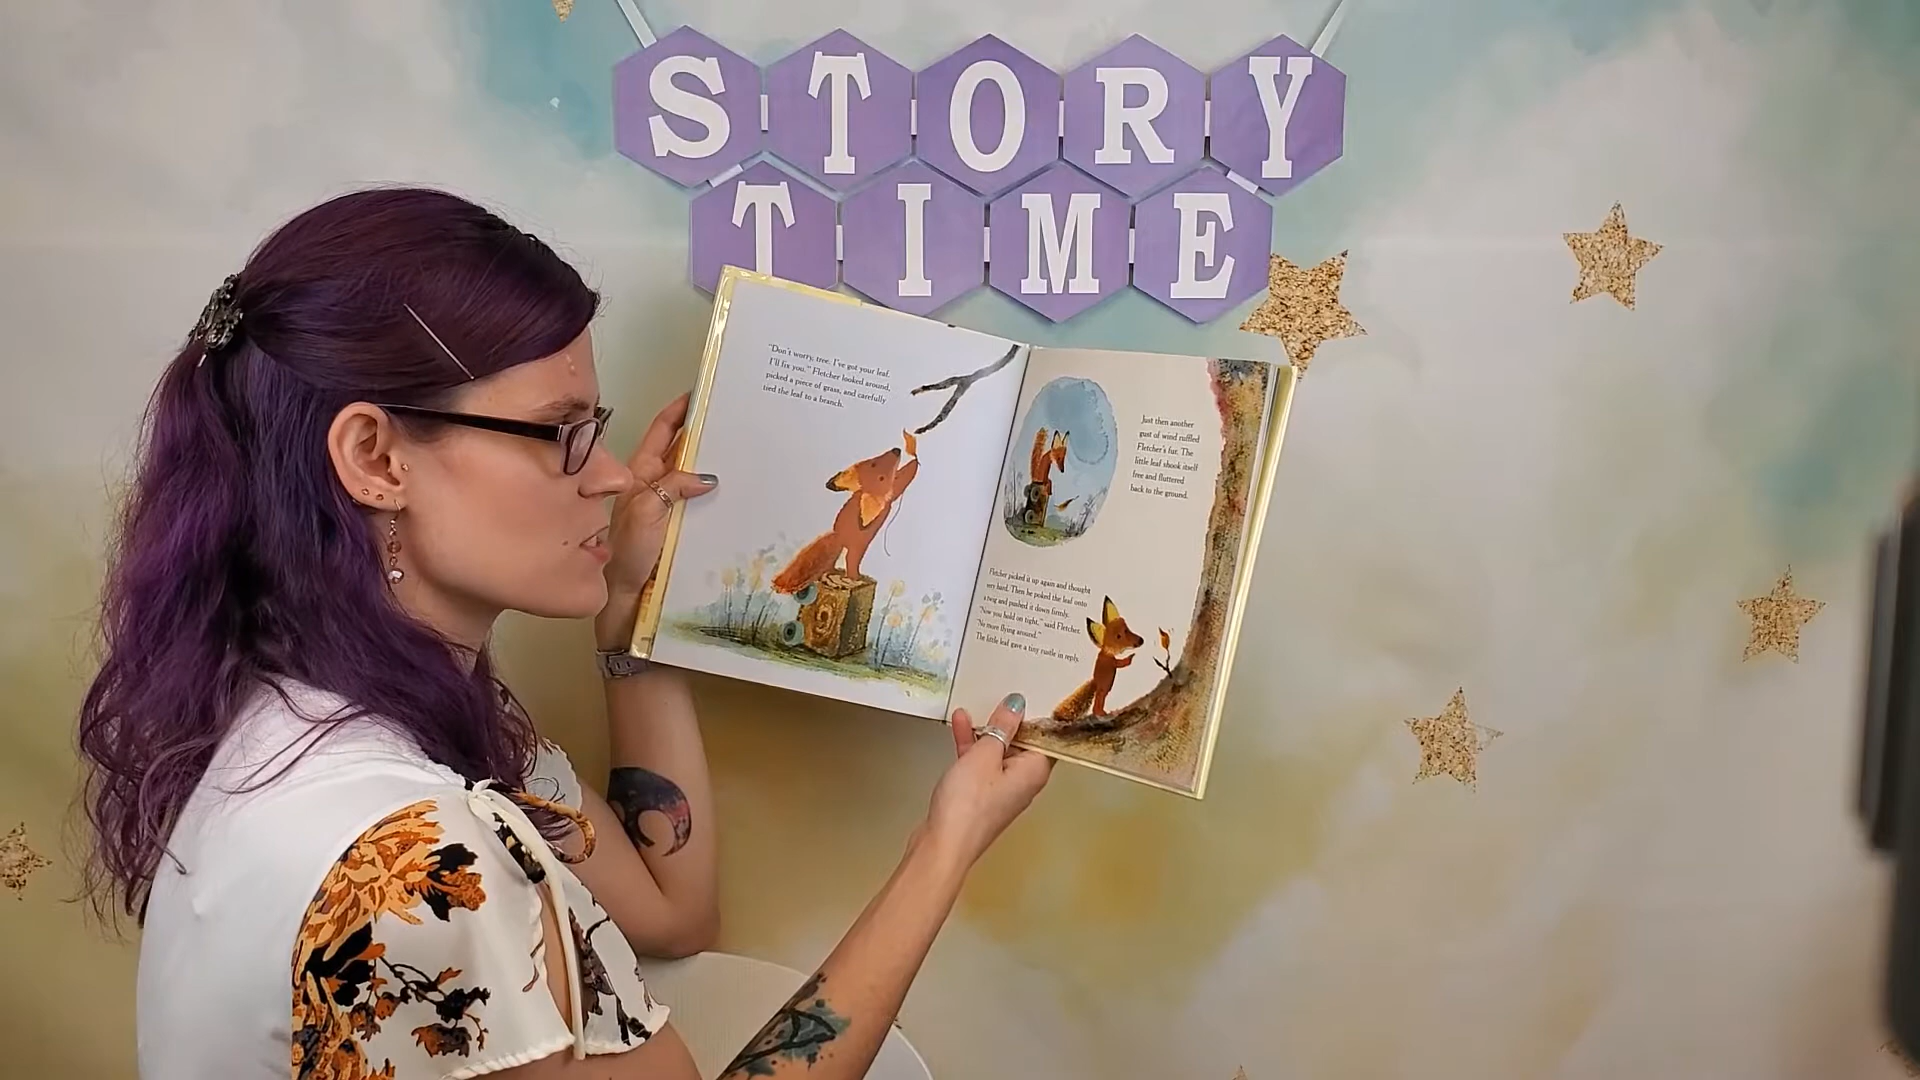 STORY
TIME
"Don't worry, tree. I've got your leaf.
I'll fix you." Fletcher looked around,
picked a piece of grass, and carefully
tied the leaf to a branch.
Just then another
gust of wind ruffled
Fletcher's fur. The
little leaf shook itself
free and fluttered
back to the ground.
Fletcher picked it up again and thought
very hard. Then he poked the leaf onto
a twig and pushed it down firmly.
"Now you hold on tight," said Fletcher.
"No more flying around."
The little leaf gave a tiny rustle in reply.